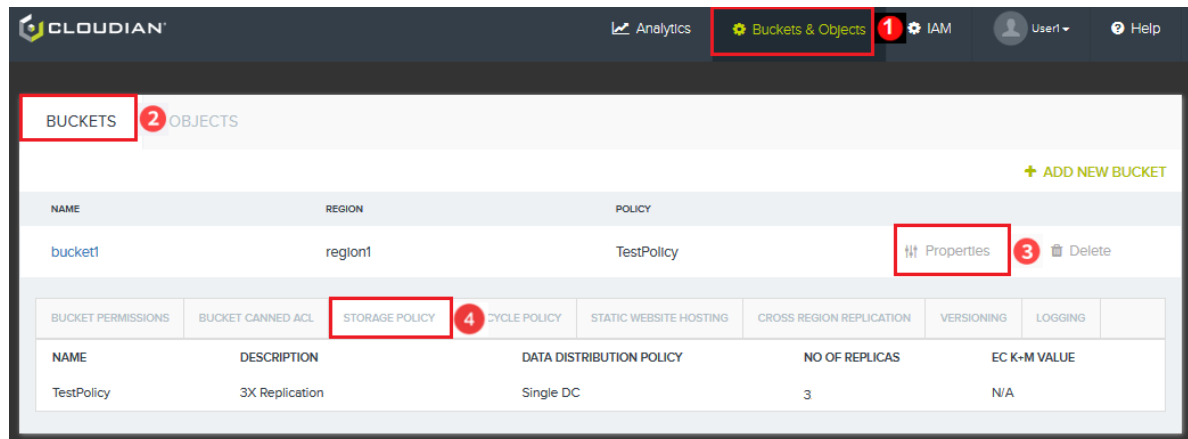 CLOUDIAN
Analytics
Buckets & Objects
1
IAM
User1
Help
BUCKETS
2
OBJECTS
+ ADD NEW BUCKET
NAME REGION POLICY
bucket1 region1 TestPolicy Properties 3 Delete
BUCKET PERMISSIONS BUCKET CANNED ACL STORAGE POLICY 4 CYCLE POLICY STATIC WEBSITE HOSTING CROSS REGION REPLICATION VERSIONING LOGGING
NAME DESCRIPTION DATA DISTRIBUTION POLICY NO OF REPLICAS EC K+M VALUE
TestPolicy 3X Replication Single DC 3 N/A